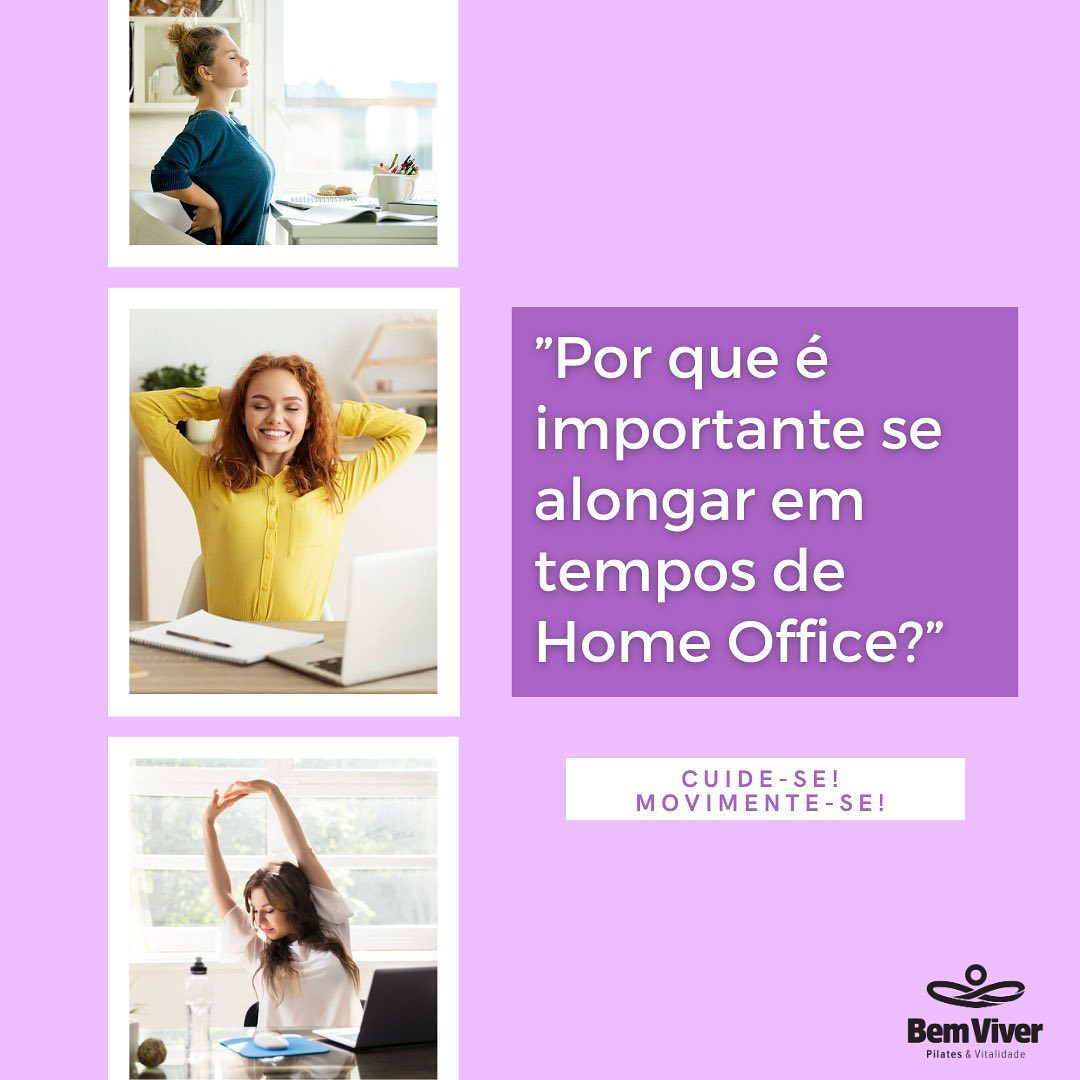 ”Por que é
importante se
alongar em
tempos de
Home Office?”
CUIDE-SE!
MOVIMENTE-SE!
Bem Viver
Pilates & Vitalidade